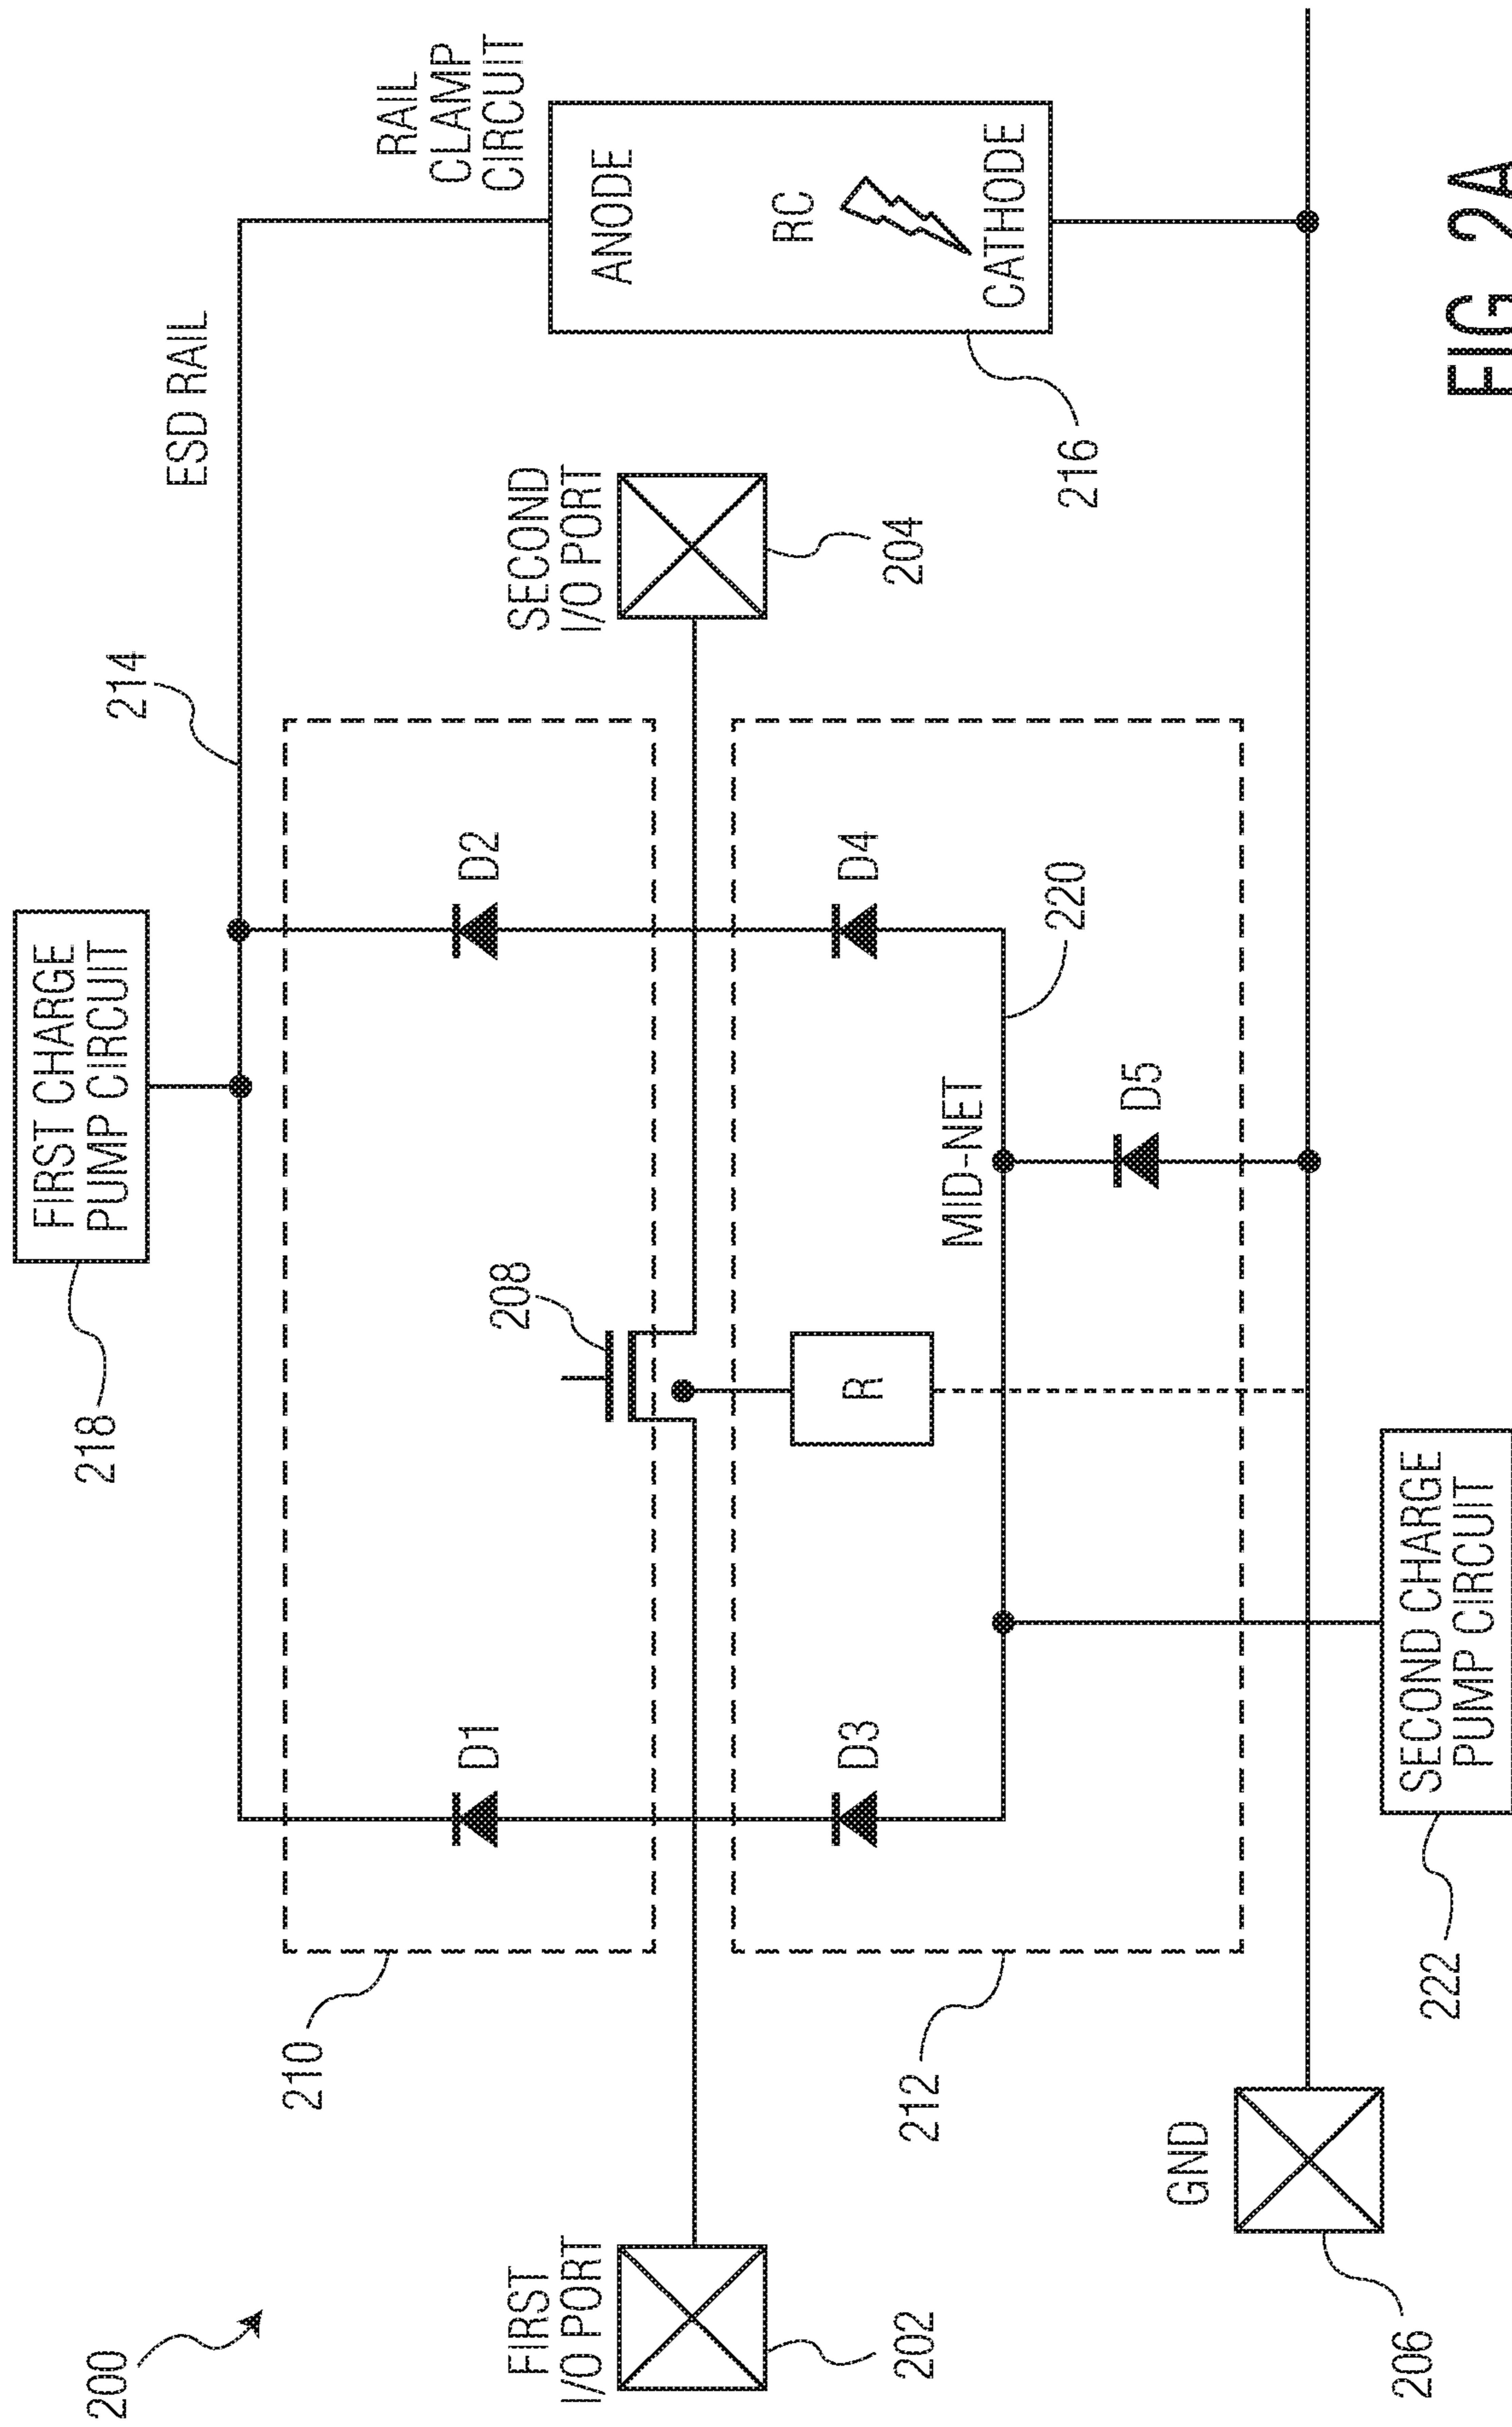 200
FIRST CHARGE
PUMP CIRCUIT
218
214
ESD RAIL
RAIL
CLAMP
CIRCUIT
210
D1
D2
208
FIRST
I/O PORT
202
SECOND
I/O PORT
204
ANODE
RC
CATHODE
216
212
D3
R
D4
MID-NET
220
D5
GND
206
SECOND CHARGE
PUMP CIRCUIT
222
FIG. 2A